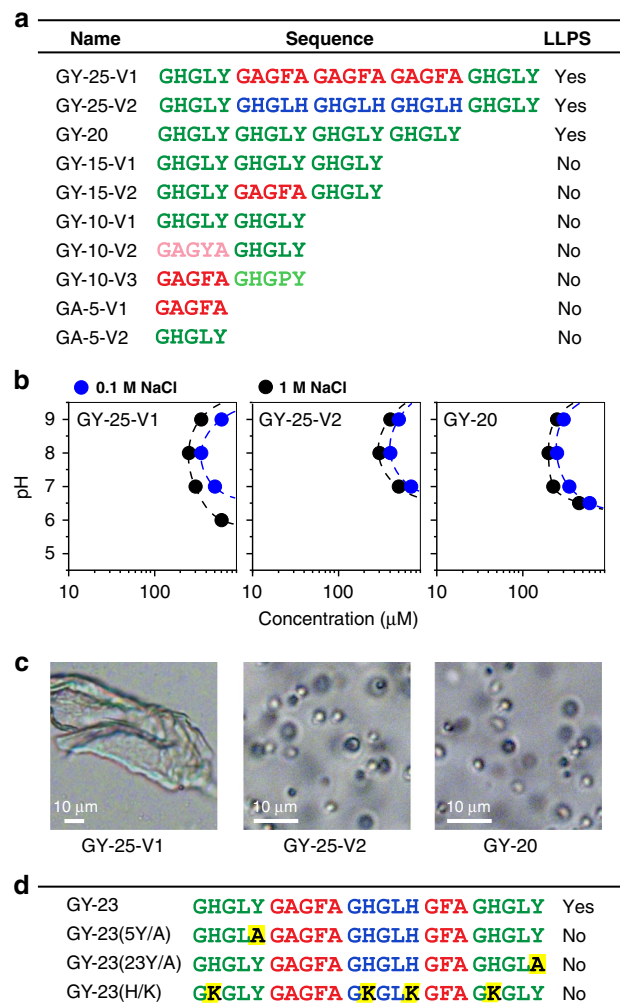 a
Name Sequence LLPS
GY-25-V1 GHGLY GAGFA GAGFA GAGFA GHGLY Yes
GY-25-V2 GHGLY GHGLH GHGLH GHGLH GHGLY Yes
GY-20 GHGLY GHGLY GHGLY GHGLY Yes
GY-15-V1 GHGLY GHGLY GHGLY No
GY-15-V2 GHGLY GAGFA GHGLY No
GY-10-V1 GHGLY GHGLY No
GY-10-V2 GAGYA GHGLY No
GY-10-V3 GAGFA GHGPY No
GA-5-V1 GAGFA No
GA-5-V2 GHGLY No
b 0.1 M NaCl 1 M NaCl
GY-25-V1 GY-25-V2 GY-20
pH
9
8
7
6
5
10 100 10 100 10 100
Concentration (μM)
c
10 μm 10 μm 10 μm
GY-25-V1 GY-25-V2 GY-20
d
GY-23 GHGLY GAGFA GHGLH GFA GHGLY Yes
GY-23(5Y/A) GHGLA GAGFA GHGLH GFA GHGLY No
GY-23(23Y/A) GHGLY GAGFA GHGLH GFA GHGLA No
GY-23(H/K) GKGLY GAGFA GKGLK GFA GKGLY No